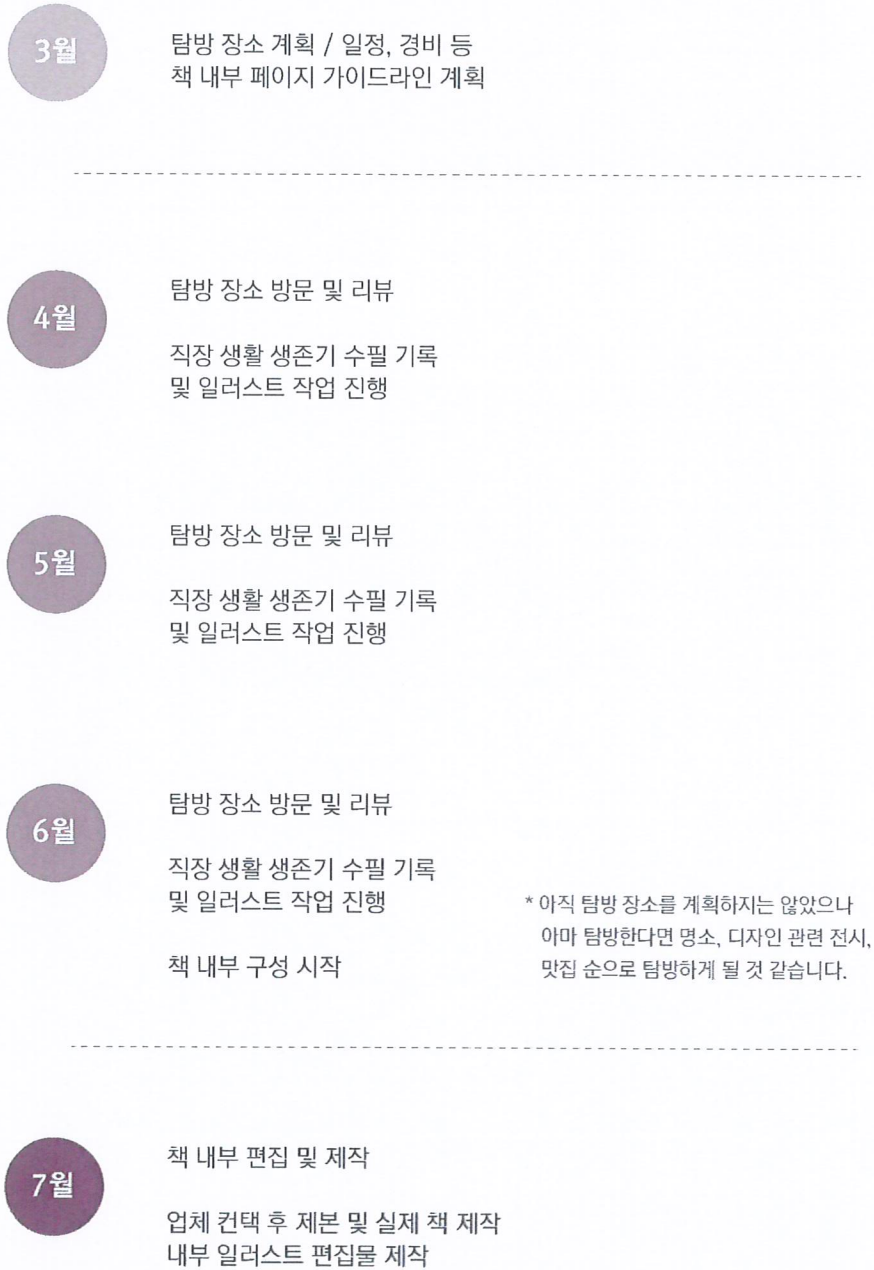 3월
탐방 장소 계획 / 일정, 경비 등
책 내부 페이지 가이드라인 계획
4월
탐방 장소 방문 및 리뷰
직장 생활 생존기 수필 기록
및 일러스트 작업 진행
5월
탐방 장소 방문 및 리뷰
직장 생활 생존기 수필 기록
및 일러스트 작업 진행
6월
탐방 장소 방문 및 리뷰
직장 생활 생존기 수필 기록
및 일러스트 작업 진행
책 내부 구성 시작
* 아직 탐방 장소를 계획하지는 않았으나
아마 탐방한다면 명소, 디자인 관련 전시,
맛집 순으로 탐방하게 될 것 같습니다.
7월
책 내부 편집 및 제작
업체 컨택 후 제본 및 실제 책 제작
내부 일러스트 편집물 제작